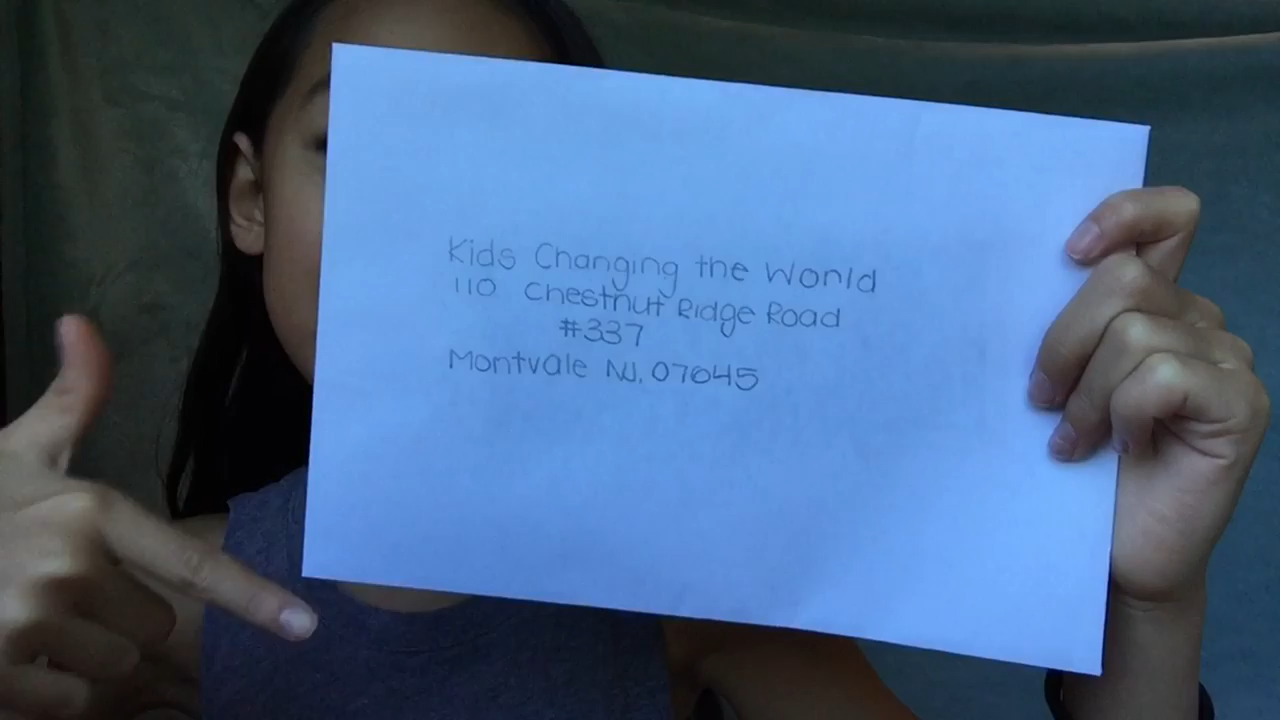 Kids Changing the World
110 Chestnut Ridge Road
#337
Montvale NJ. 07645